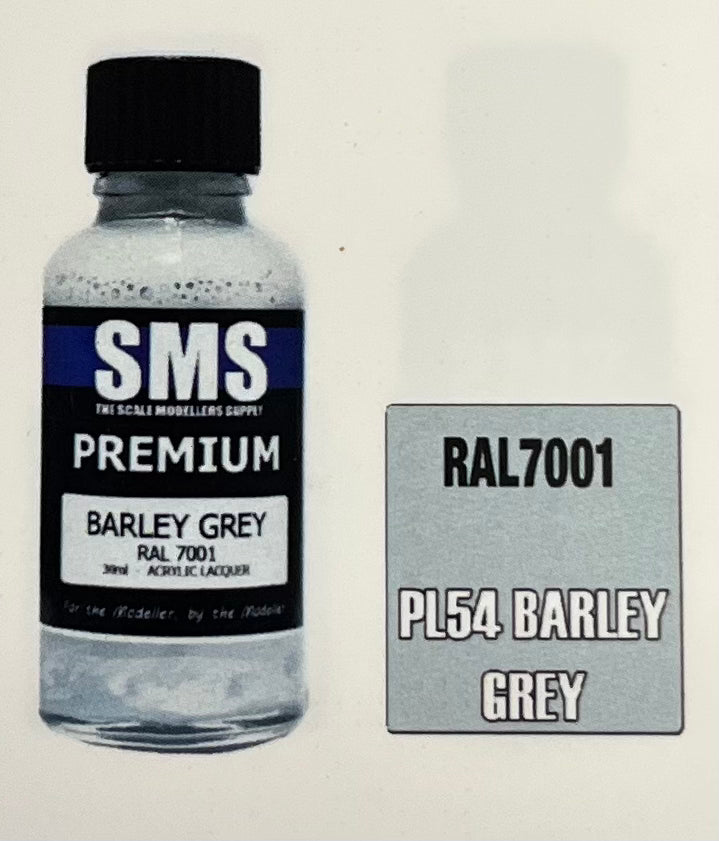 SMS
THE SCALE MODELLERS SUPPLY
PREMIUM
BARLEY GREY
RAL 7001
30ml - ACRYLIC LACQUER
For the Modeller, by the Modeller
RAL7001
PL54 BARLEY
GREY